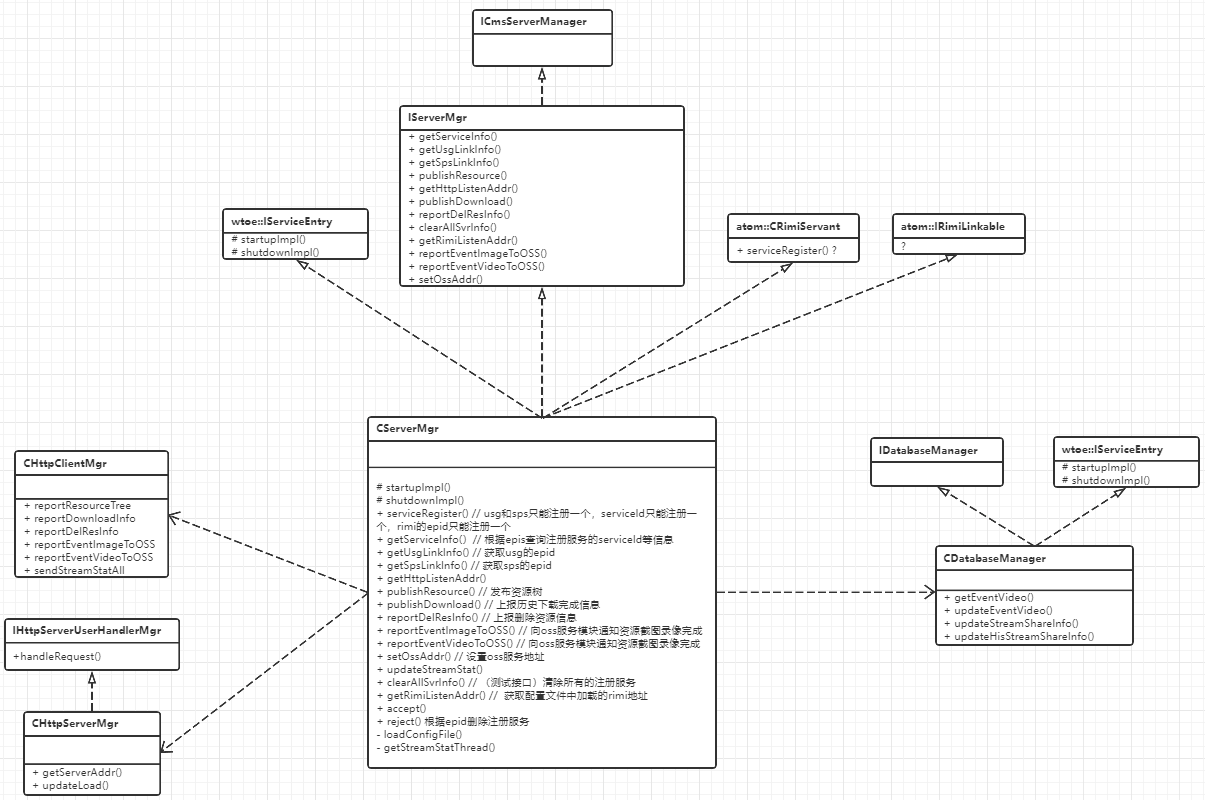 ICmsServerManager
IServerMgr
+ getServiceInfo()
+ getUsgLinkInfo()
+ getSpsLinkInfo()
+ publishResource()
+ getHttpListenAddr()
+ publishDownload()
+ reportDelResInfo()
+ clearAllSvrInfo()
+ getRimiListenAddr()
+ reportEventImageToOSS()
+ reportEventVideoToOSS()
+ setOssAddr()
wtoe::IServiceEntry
# startupImpl()
# shutdownImpl()
atom::CRimiServant
+ serviceRegister() ?
atom::IRimiLinkable
?
CServerMgr
# startupImpl()
# shutdownImpl()
+ serviceRegister() // usg和sps只能注册一个，serviceId只能注册一
个，rimi的epid只能注册一个
+ getServiceInfo() // 根据epis查询注册服务的serviceId等信息
+ getUsgLinkInfo() // 获取usg的epid
+ getSpsLinkInfo() // 获取sps的epid
+ getHttpListenAddr()
+ publishResource() // 发布资源树
+ publishDownload() // 上报历史下载完成信息
+ reportDelResInfo() // 上报删除资源信息
+ reportEventImageToOSS() // 向oss服务模块通知资源截图录像完成
+ reportEventVideoToOSS() // 向oss服务模块通知资源截图录像完成
+ setOssAddr() // 设置oss服务地址
+ updateStreamStat()
+ clearAllSvrInfo() // （测试接口）清除所有的注册服务
+ getRimiListenAddr() // 获取配置文件中加载的rimi地址
+ accept()
+ reject() 根据epid删除注册服务
- loadConfigFile()
- getStreamStatThread()
CHttpClientMgr
+ reportResourceTree
+ reportDownloadInfo
+ reportDelResInfo
+ reportEventImageToOSS
+ reportEventVideoToOSS
+ sendStreamStatAll
IHttpServerUserHandlerMgr
+handleRequest()
CHttpServerMgr
+ getServerAddr()
+ updateLoad()
IDatabaseManager
wtoe::IServiceEntry
# startupImpl()
# shutdownImpl()
CDatabaseManager
+ getEventVideo()
+ updateEventVideo()
+ updateStreamShareInfo()
+ updateHisStreamShareInfo()